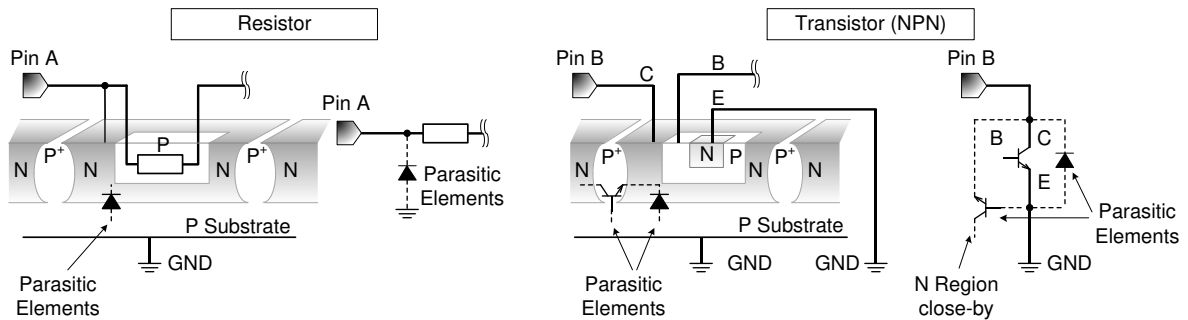 Resistor
Transistor (NPN)
Pin A
Pin A
N
P+
N
P
N
P+
N
Parasitic
Elements
P Substrate
GND
Parasitic
Elements
Pin B
C
B
E
N
P+
N
N
P
N
P+
N
P Substrate
GND
GND
Parasitic
Elements
Pin B
B
C
E
Parasitic
Elements
GND
N Region
close-by